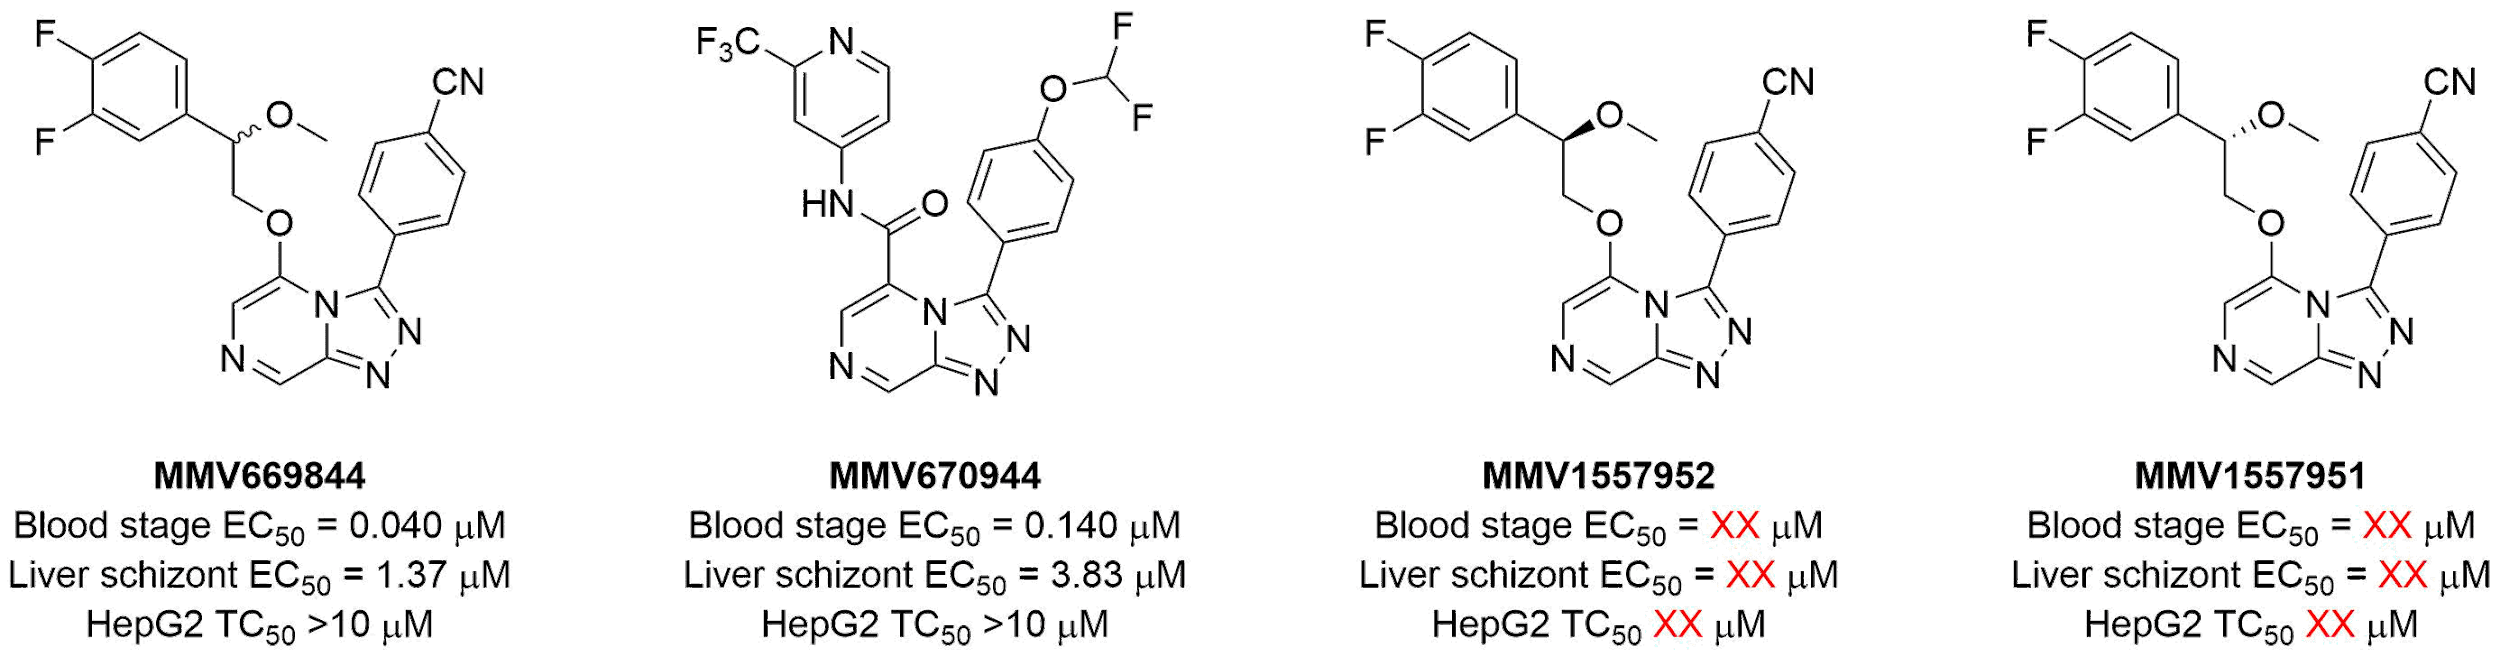 F
F
O
CN
O
N
N
N
N
F3C
N
F
O
F
HN
O
N
N
N
N
F
F
O
CN
O
N
N
N
N
F
F
O
CN
O
N
N
N
N
MMV669844
Blood stage EC50 = 0.040 μM
Liver schizont EC50 = 1.37 μM
HepG2 TC50 >10 μM
MMV670944
Blood stage EC50 = 0.140 μM
Liver schizont EC50 = 3.83 μM
HepG2 TC50 >10 μM
MMV1557952
Blood stage EC50 = XX μM
Liver schizont EC50 = XX μM
HepG2 TC50 XX μM
MMV1557951
Blood stage EC50 = XX μM
Liver schizont EC50 = XX μM
HepG2 TC50 XX μM